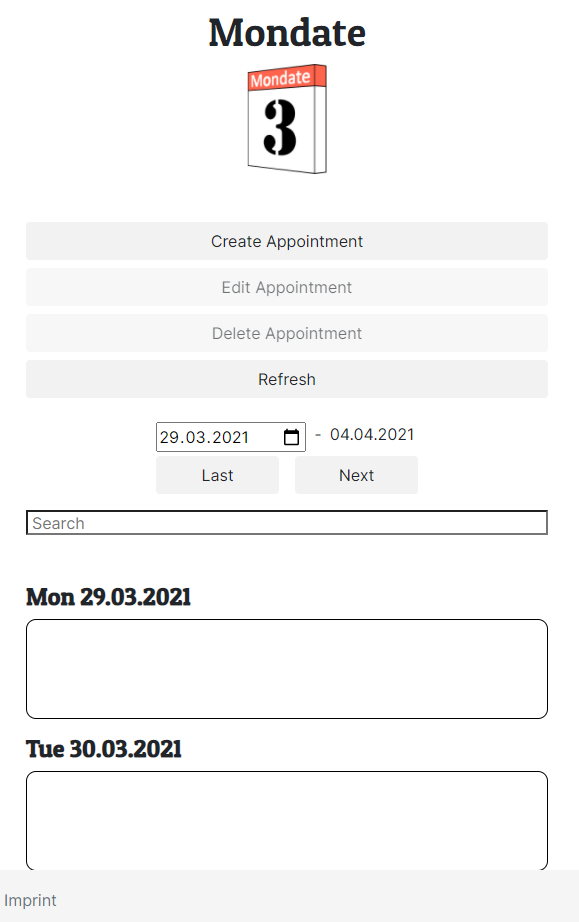 Mondate
Mondate
3
Create Appointment
Edit Appointment
Delete Appointment
Refresh
29.03.2021 - 04.04.2021
Last Next
Search
Mon 29.03.2021
Tue 30.03.2021
Imprint